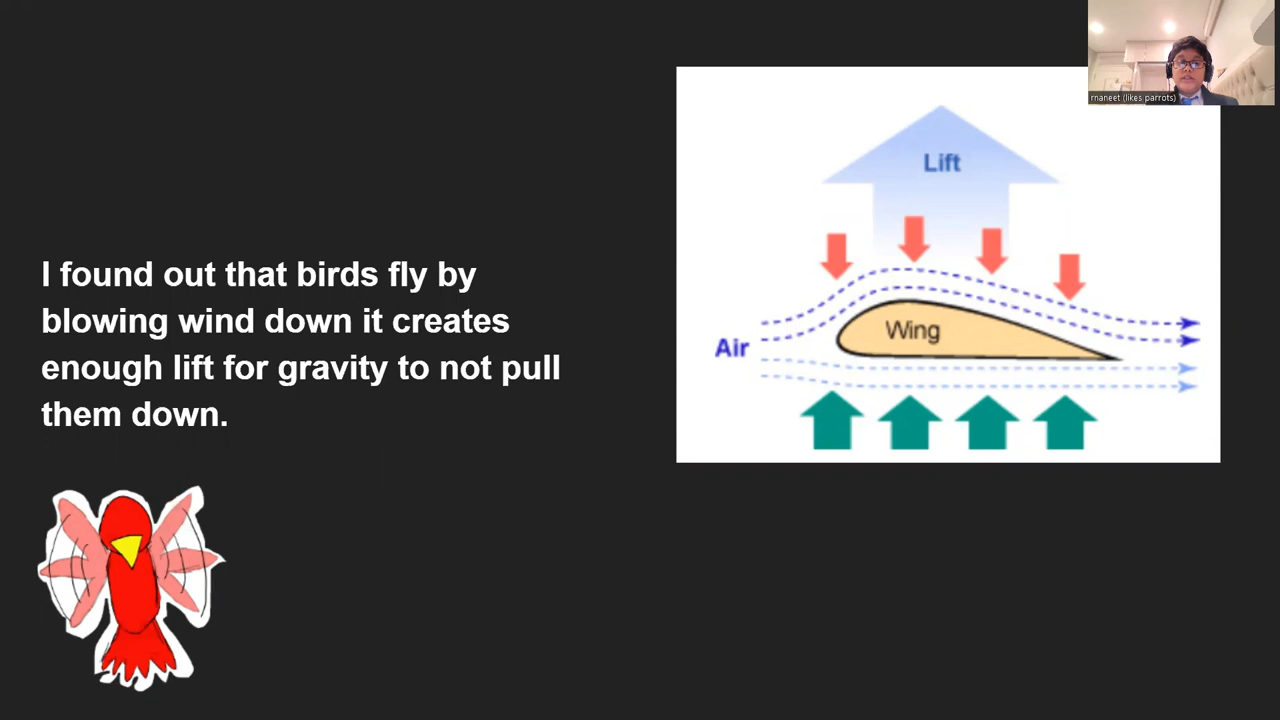 rnaneet (likes parrots)
Lift
I found out that birds fly by
blowing wind down it creates
enough lift for gravity to not pull
them down.
Wing
Air